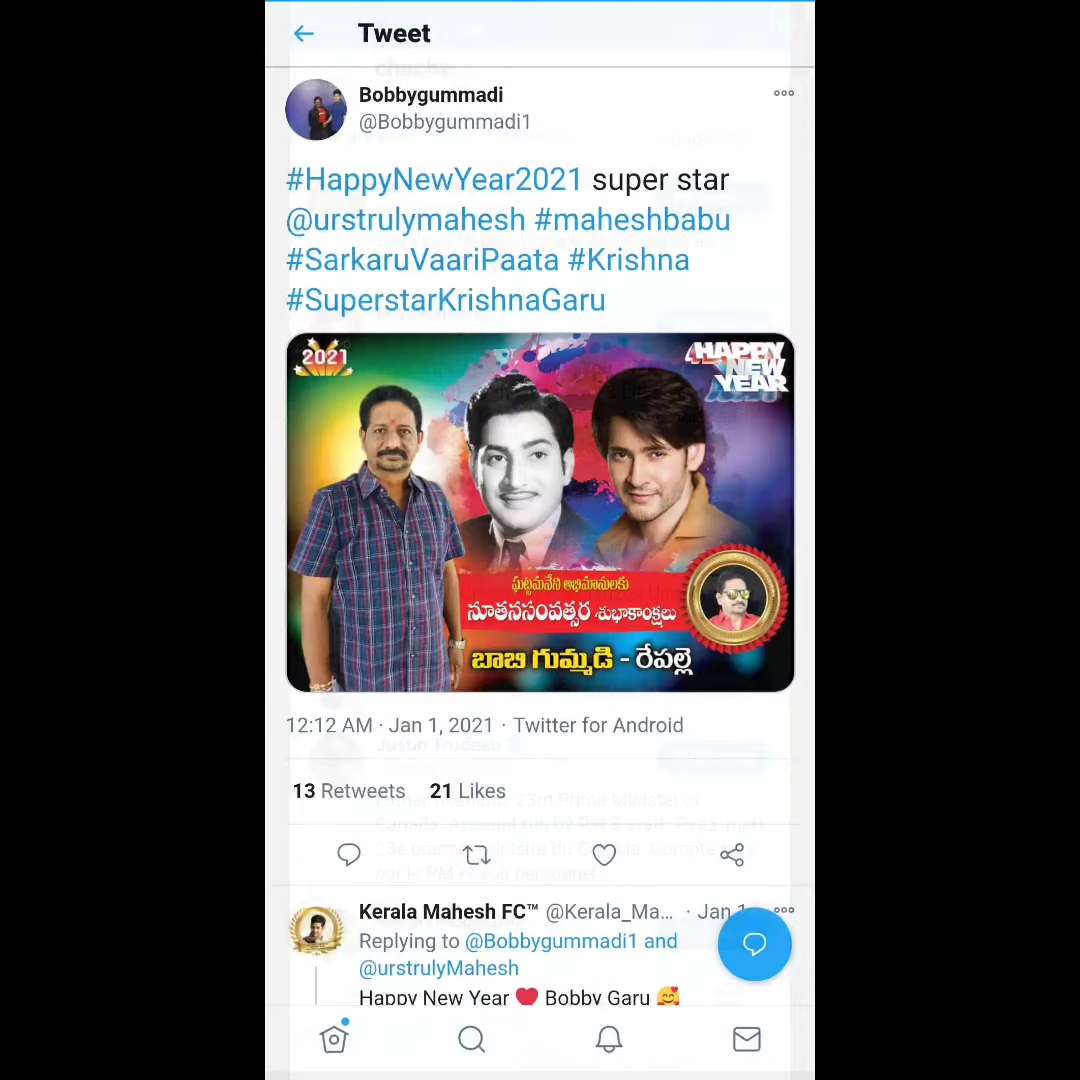 Tweet
Bobbygummadi
@Bobbygummadi1
#HappyNewYear2021 super star
@urstrulymahesh #maheshbabu
#SarkaruVaariPaata #Krishna
#SuperstarKrishnaGaru
2021
HAPPY
NEW
YEAR
ఘట్టమనేని అభిమానులకు
నూతనసంవత్సర శుభాకాంక్షలు
బాబి గుమ్మడి - రేపల్లె
12:12 AM · Jan 1, 2021 · Twitter for Android
Justin Trudeau
13 Retweets 21 Likes
Kerala Mahesh FC™ @Kerala_Ma... · Jan 1
Replying to @Bobbygummadi1 and
@urstrulyMahesh
Happy New Year ❤️ Bobby Garu 🥰